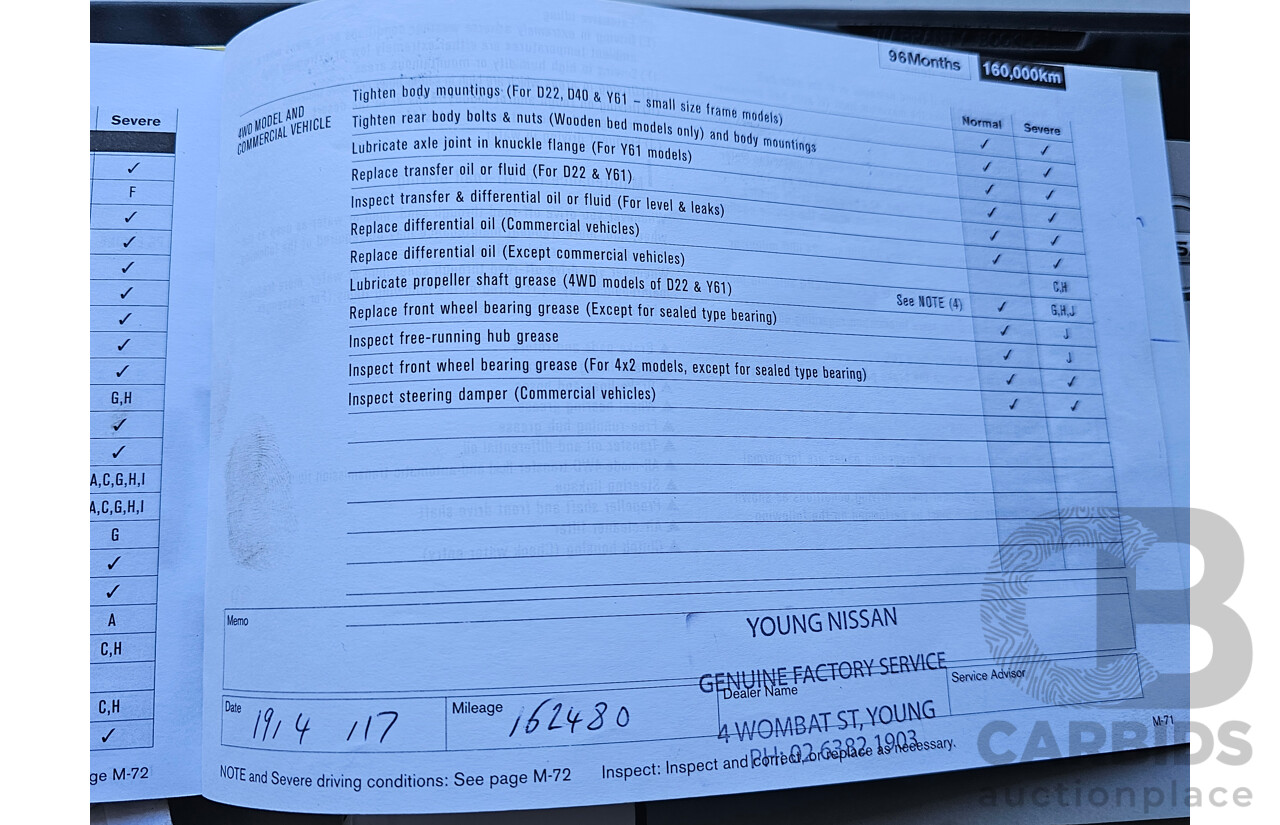 Severe
✓
F
✓
✓
✓
✓
✓
✓
✓
G,H
✓
✓
A,C,G,H,I
A,C,G,H,I
G
✓
✓
A
C,H
C,H
✓
ge M-72
96Months 160,000km
4WD MODEL AND
COMMERCIAL VEHICLE
Normal Severe
Tighten body mountings (For D22, D40 & Y61 – small size frame models) ✓ ✓
Tighten rear body bolts & nuts (Wooden bed models only) and body mountings ✓ ✓
Lubricate axle joint in knuckle flange (For Y61 models) ✓ ✓
Replace transfer oil or fluid (For D22 & Y61) ✓ ✓
Inspect transfer & differential oil or fluid (For level & leaks) ✓ ✓
Replace differential oil (Commercial vehicles) ✓ ✓
Replace differential oil (Except commercial vehicles) C,H
Lubricate propeller shaft grease (4WD models of D22 & Y61) See NOTE (4) ✓ G,H,J
Replace front wheel bearing grease (Except for sealed type bearing) ✓ J
Inspect free-running hub grease ✓ J
Inspect front wheel bearing grease (For 4x2 models, except for sealed type bearing) ✓ ✓
Inspect steering damper (Commercial vehicles) ✓ ✓
Memo
YOUNG NISSAN
GENUINE FACTORY SERVICE
4 WOMBAT ST, YOUNG
PH: 02 6382 1903
Date 19/4/17
Mileage 162480
Dealer Name
Service Advisor
NOTE and Severe driving conditions: See page M-72 Inspect: Inspect and correct, or replace as necessary.
M-71
CB
CARBIDS
auctionplace